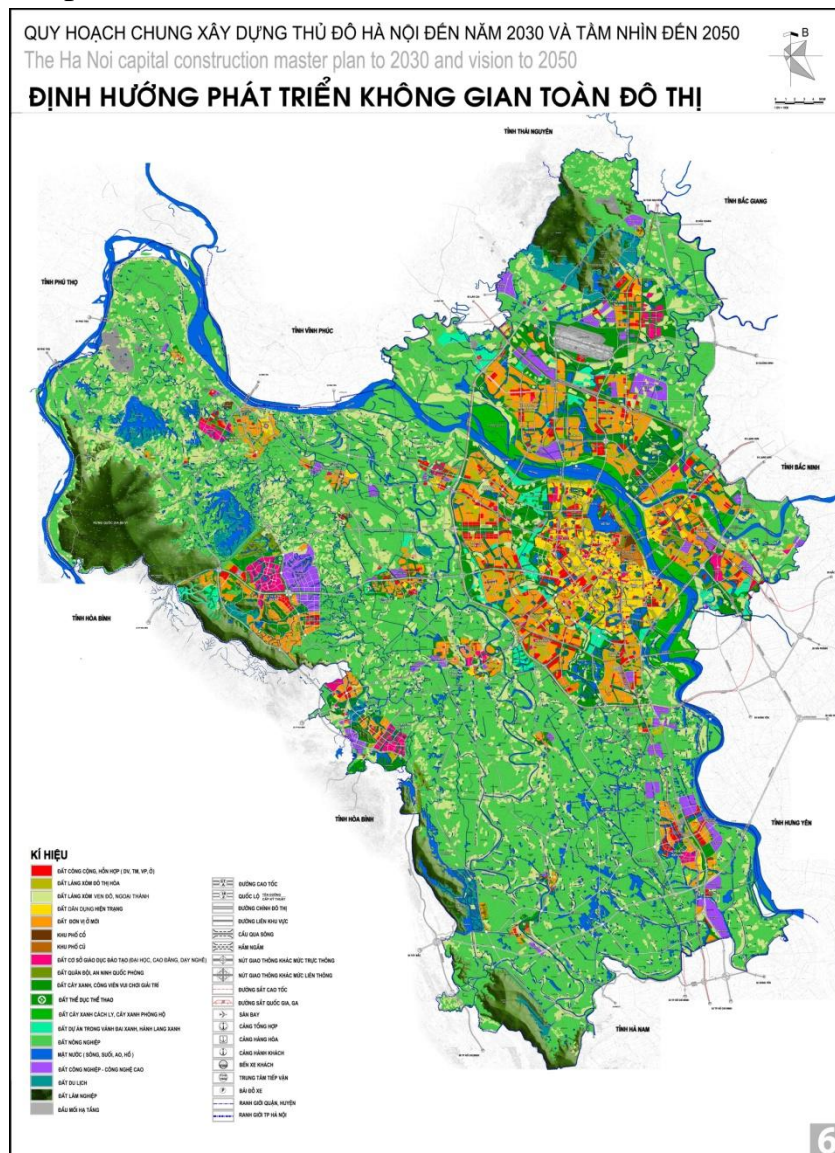 QUY HOẠCH CHUNG XÂY DỰNG THỦ ĐÔ HÀ NỘI ĐẾN NĂM 2030 VÀ TẦM NHÌN ĐẾN 2050
The Ha Noi capital construction master plan to 2030 and vision to 2050
ĐỊNH HƯỚNG PHÁT TRIỂN KHÔNG GIAN TOÀN ĐÔ THỊ
B
TỈNH THÁI NGUYÊN
TỈNH BẮC GIANG
TỈNH PHÚ THỌ
TỈNH VĨNH PHÚC
TỈNH BẮC NINH
TỈNH HÒA BÌNH
TỈNH HÒA BÌNH
TỈNH HƯNG YÊN
TỈNH HÀ NAM
KÍ HIỆU
ĐẤT CÔNG CỘNG, HỖN HỢP ( DV, TM, VP, Ở)
ĐẤT LÀNG XÓM ĐÔ THỊ HÓA
ĐẤT LÀNG XÓM VEN ĐÔ, NGOẠI THÀNH
ĐẤT DÂN DỤNG HIỆN TRẠNG
ĐẤT ĐƠN VỊ Ở MỚI
KHU PHỐ CỔ
KHU PHỐ CŨ
ĐẤT CƠ SỞ GIÁO DỤC ĐÀO TẠO (ĐẠI HỌC, CAO ĐẲNG, DẠY NGHỀ)
ĐẤT QUÂN ĐỘI, AN NINH QUỐC PHÒNG
ĐẤT CÂY XANH, CÔNG VIÊN VUI CHƠI GIẢI TRÍ
ĐẤT THỂ DỤC THỂ THAO
ĐẤT CÂY XANH CÁCH LY, CÂY XANH PHÒNG HỘ
ĐẤT DỰ ÁN TRONG VÀNH ĐAI XANH, HÀNH LANG XANH
ĐẤT NÔNG NGHIỆP
MẶT NƯỚC ( SÔNG, SUỐI, AO, HỒ )
ĐẤT CÔNG NGHIỆP - CÔNG NGHỆ CAO
ĐẤT DU LỊCH
ĐẤT LÂM NGHIỆP
ĐẦU MỐI HẠ TẦNG
ĐƯỜNG CAO TỐC
QUỐC LỘ
ĐƯỜNG CHÍNH ĐÔ THỊ
ĐƯỜNG LIÊN KHU VỰC
CẦU QUA SÔNG
HẦM NGẦM
NÚT GIAO THÔNG KHÁC MỨC TRỰC THÔNG
NÚT GIAO THÔNG KHÁC MỨC LIÊN THÔNG
ĐƯỜNG SẮT CAO TỐC
ĐƯỜNG SẮT QUỐC GIA, GA
SÂN BAY
CẢNG TỔNG HỢP
CẢNG HÀNG HÓA
CẢNG HÀNH KHÁCH
BẾN XE KHÁCH
TRUNG TÂM TIẾP VẬN
BÃI ĐỖ XE
RANH GIỚI QUẬN, HUYỆN
RANH GIỚI TP HÀ NỘI
6